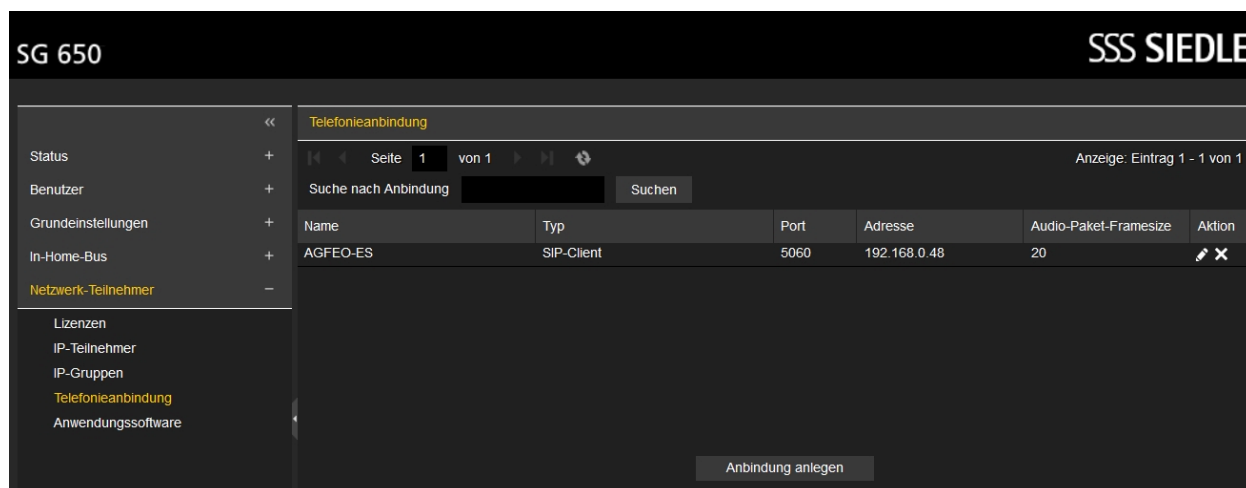 SG 650
SSS SIEDLE
«
Telefonieanbindung
Status +
Seite 1 von 1
Anzeige: Eintrag 1 - 1 von 1
Benutzer +
Suche nach Anbindung
Suchen
Grundeinstellungen +
Name Typ Port Adresse Audio-Paket-Framesize Aktion
In-Home-Bus +
AGFEO-ES SIP-Client 5060 192.168.0.48 20
Netzwerk-Teilnehmer −
Lizenzen
IP-Teilnehmer
IP-Gruppen
Telefonieanbindung
Anwendungssoftware
Anbindung anlegen